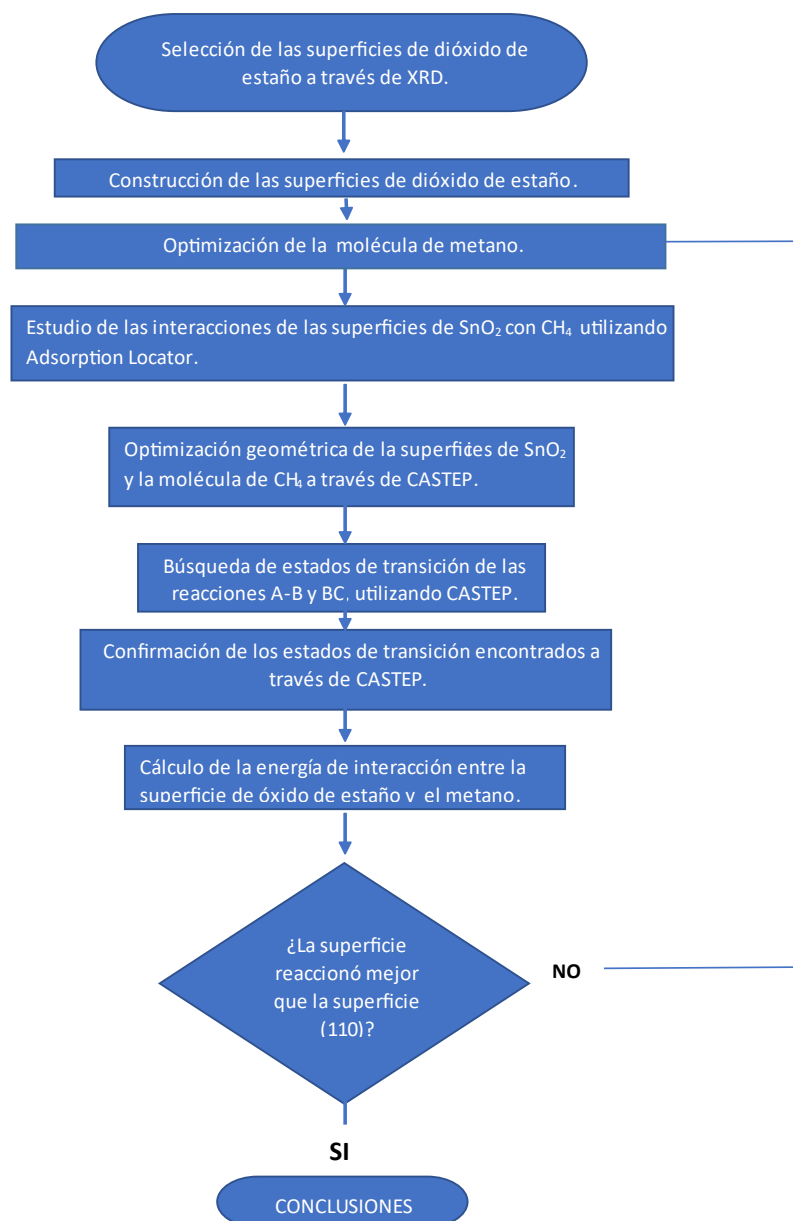 Selección de las superficies de dióxido de
estaño a través de XRD.
Construcción de las superficies de dióxido de estaño.
Optimización de la molécula de metano.
Estudio de las interacciones de las superficies de SnO₂ con CH₄ utilizando
Adsorption Locator.
Optimización geométrica de la superficies de SnO₂
y la molécula de CH₄ a través de CASTEP.
Búsqueda de estados de transición de las
reacciones A-B y BC, utilizando CASTEP.
Confirmación de los estados de transición encontrados a
través de CASTEP.
Cálculo de la energía de interacción entre la
superficie de óxido de estaño y el metano.
¿La superficie
reaccionó mejor
que la superficie
(110)?
NO
SI
CONCLUSIONES